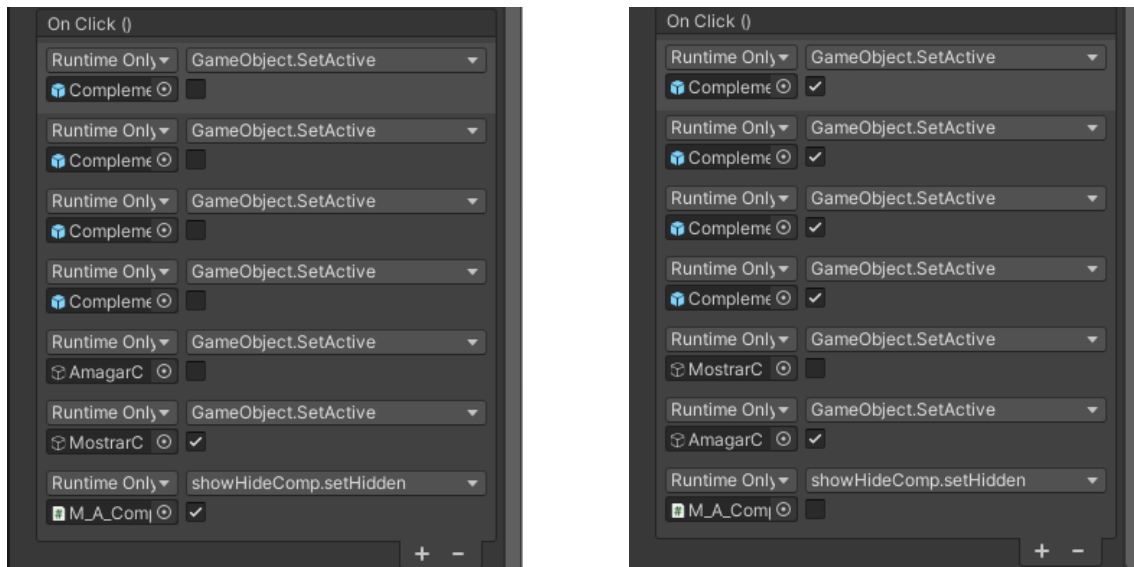 On Click ()
Runtime Only GameObject.SetActive
Compleme
Runtime Only GameObject.SetActive
Compleme
Runtime Only GameObject.SetActive
Compleme
Runtime Only GameObject.SetActive
Compleme
Runtime Only GameObject.SetActive
AmagarC
Runtime Only GameObject.SetActive
MostrarC
Runtime Only showHideComp.setHidden
M_A_Comp
+ -
On Click ()
Runtime Only GameObject.SetActive
Compleme
Runtime Only GameObject.SetActive
Compleme
Runtime Only GameObject.SetActive
Compleme
Runtime Only GameObject.SetActive
Compleme
Runtime Only GameObject.SetActive
MostrarC
Runtime Only GameObject.SetActive
AmagarC
Runtime Only showHideComp.setHidden
M_A_Comp
+ -